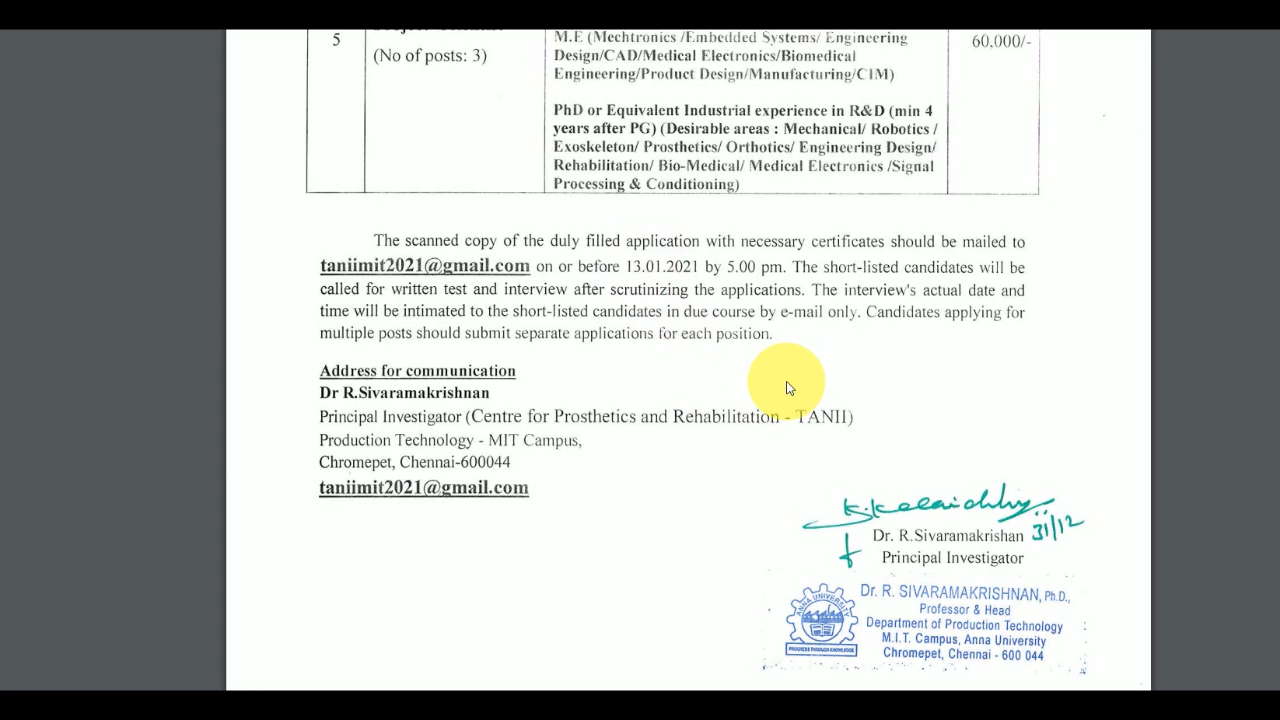 5
(No of posts: 3)
M.E (Mechtronics /Embedded Systems/ Engineering
Design/CAD/Medical Electronics/Biomedical
Engineering/Product Design/Manufacturing/CIM)
60,000/-
PhD or Equivalent Industrial experience in R&D (min 4
years after PG) (Desirable areas : Mechanical/ Robotics /
Exoskeleton/ Prosthetics/ Orthotics/ Engineering Design/
Rehabilitation/ Bio-Medical/ Medical Electronics /Signal
Processing & Conditioning)
The scanned copy of the duly filled application with necessary certificates should be mailed to
taniimit2021@gmail.com on or before 13.01.2021 by 5.00 pm. The short-listed candidates will be
called for written test and interview after scrutinizing the applications. The interview's actual date and
time will be intimated to the short-listed candidates in due course by e-mail only. Candidates applying for
multiple posts should submit separate applications for each position.
Address for communication
Dr R.Sivaramakrishnan
Principal Investigator (Centre for Prosthetics and Rehabilitation - TANII)
Production Technology - MIT Campus,
Chromepet, Chennai-600044
taniimit2021@gmail.com
31/12
Dr. R.Sivaramakrishan
Principal Investigator
ANNA UNIVERSITY
PROGRESS THROUGH KNOWLEDGE
Dr. R. SIVARAMAKRISHNAN, Ph.D.,
Professor & Head
Department of Production Technology
M.I.T. Campus, Anna University
Chromepet, Chennai - 600 044